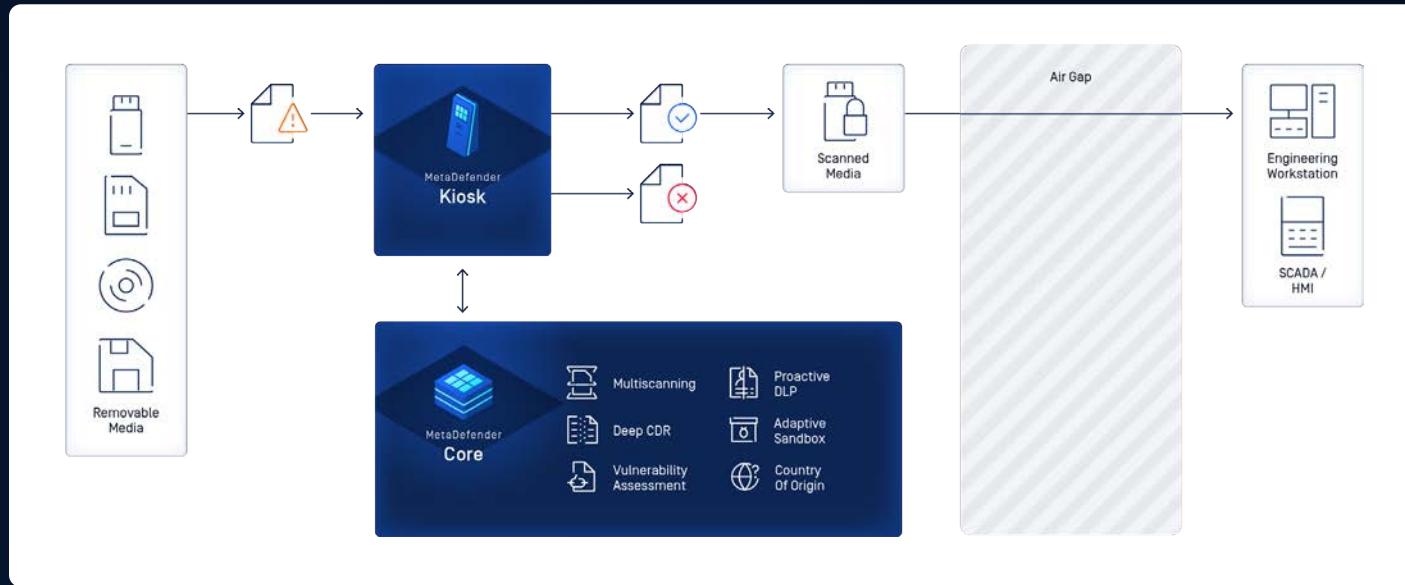 Removable
Media
MetaDefender
Kiosk
Scanned
Media
Air Gap
Engineering
Workstation
SCADA /
HMI
MetaDefender
Core
Multiscanning
Deep CDR
Vulnerability
Assessment
Proactive
DLP
Adaptive
Sandbox
Country
Of Origin